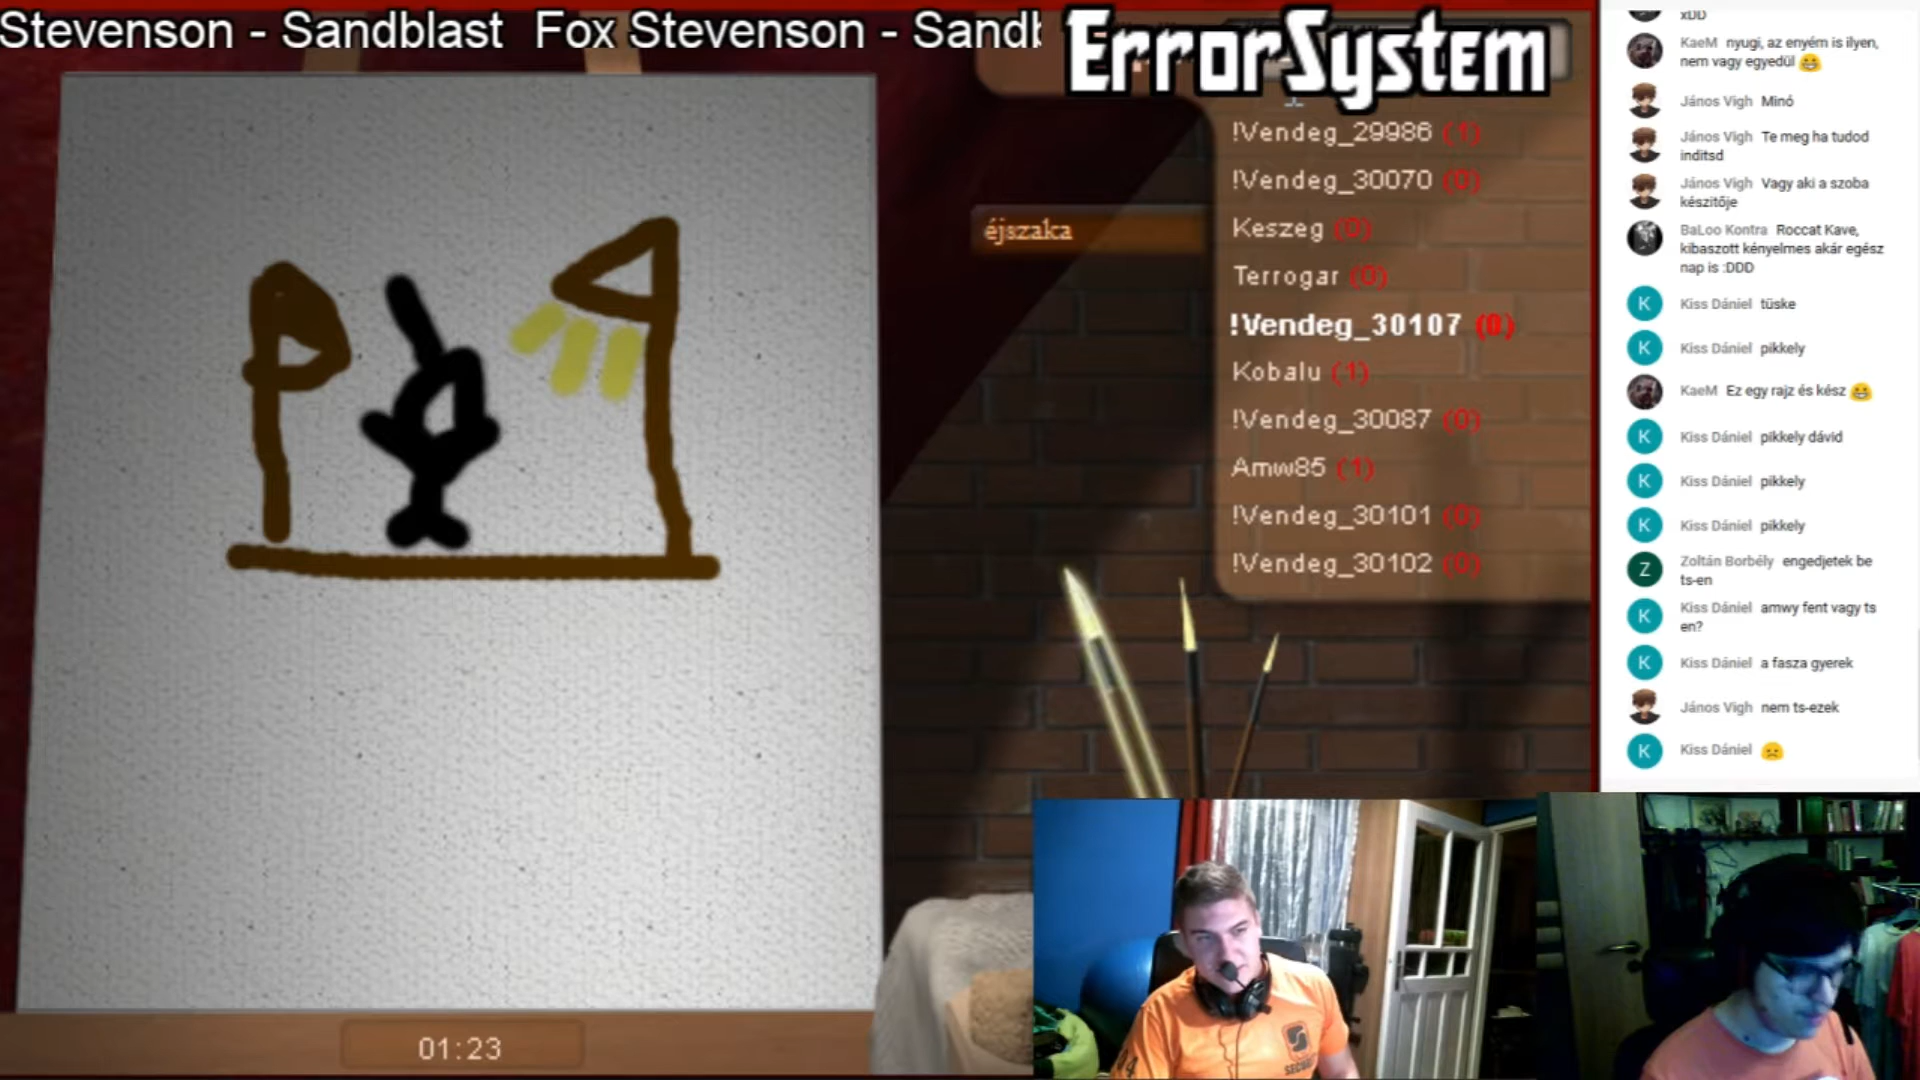 Stevenson - Sandblast Fox Stevenson - Sandb
ErrorSystem
!Vendeg_29986 (1)
!Vendeg_30070 (0)
Keszeg (0)
Terrogar (0)
!Vendeg_30107 (0)
Kobalu (1)
!Vendeg_30087 (0)
Amw85 (1)
!Vendeg_30101 (0)
!Vendeg_30102 (0)
éjszaka
01:23
xDD
KaeM nyugi, az enyém is ilyen,
nem vagy egyedül 😀
János Vigh Minó
János Vigh Te meg ha tudod
inditsd
János Vigh Vagy aki a szoba
készitője
BaLoo Kontra Roccat Kave,
kibaszott kényelmes akár egész
nap is :DDD
K Kiss Dániel tüske
K Kiss Dániel pikkely
KaeM Ez egy rajz és kész 😀
K Kiss Dániel pikkely dávid
K Kiss Dániel pikkely
K Kiss Dániel pikkely
Z Zoltán Borbély engedjetek be
ts-en
K Kiss Dániel amwy fent vagy ts
en?
K Kiss Dániel a fasza gyerek
János Vigh nem ts-ezek
K Kiss Dániel 🙁